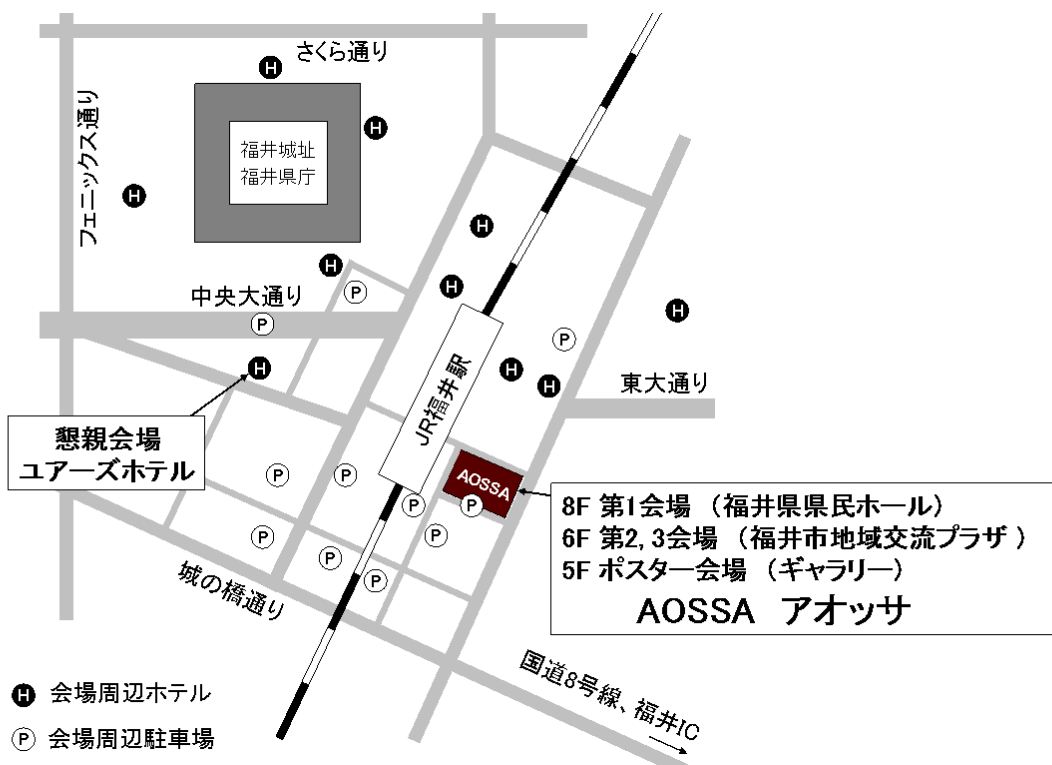 さくら通り
H
H
フェニックス通り
福井城址
福井県庁
H
H
H
P
H
中央大通り
P
H
P
H
H
H
東大通り
JR福井駅
懇親会場
ユアーズホテル
AOSSA
P
P
P
P
P
P
P
P
8F 第1会場 （福井県県民ホール）
6F 第2,3会場 （福井市地域交流プラザ ）
5F ポスター会場 （ギャラリー）
AOSSA アオッサ
城の橋通り
国道8号線、福井IC
H 会場周辺ホテル
P 会場周辺駐車場